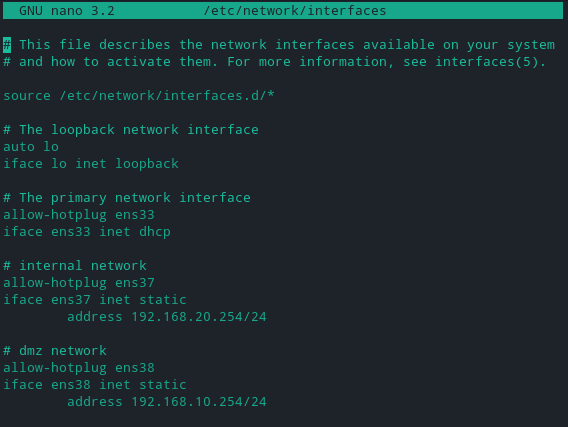 GNU nano 3.2 /etc/network/interfaces
# This file describes the network interfaces available on your system
# and how to activate them. For more information, see interfaces(5).
source /etc/network/interfaces.d/*
# The loopback network interface
auto lo
iface lo inet loopback
# The primary network interface
allow-hotplug ens33
iface ens33 inet dhcp
# internal network
allow-hotplug ens37
iface ens37 inet static
address 192.168.20.254/24
# dmz network
allow-hotplug ens38
iface ens38 inet static
address 192.168.10.254/24